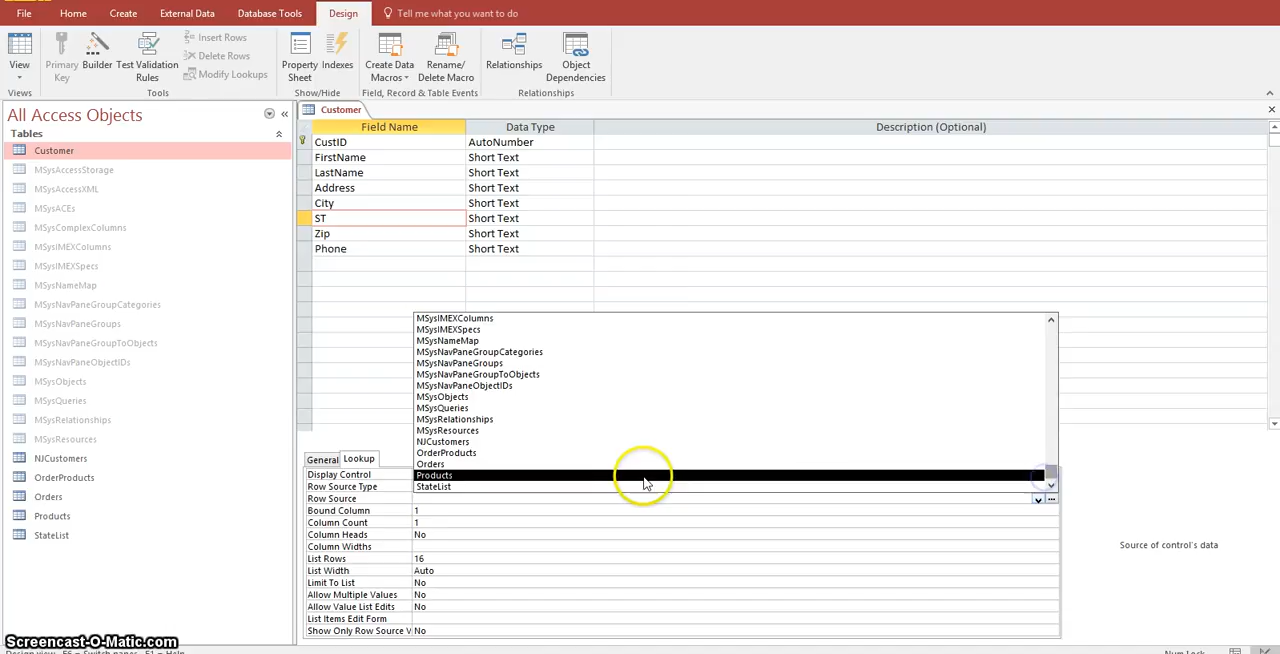 File Home Create External Data Database Tools Design Tell me what you want to do
View Primary Key Builder Test Validation Rules Insert Rows Delete Rows Modify Lookups Property Sheet Indexes Create Data Macros Rename/ Delete Macro Relationships Object Dependencies
Views Tools Show/Hide Field, Record & Table Events Relationships
All Access Objects
Tables
Customer
MSysAccessStorage
MSysAccessXML
MSysACEs
MSysComplexColumns
MSysIMEXColumns
MSysIMEXSpecs
MSysNameMap
MSysNavPaneGroupCategories
MSysNavPaneGroups
MSysNavPaneGroupToObjects
MSysNavPaneObjectIDs
MSysObjects
MSysQueries
MSysRelationships
MSysResources
NJCustomers
OrderProducts
Orders
Products
StateList
Customer
Field Name Data Type Description (Optional)
CustID AutoNumber
FirstName Short Text
LastName Short Text
Address Short Text
City Short Text
ST Short Text
Zip Short Text
Phone Short Text
MSysIMEXColumns
MSysIMEXSpecs
MSysNameMap
MSysNavPaneGroupCategories
MSysNavPaneGroups
MSysNavPaneGroupToObjects
MSysNavPaneObjectIDs
MSysObjects
MSysQueries
MSysRelationships
MSysResources
NJCustomers
OrderProducts
Orders
Products
StateList
General Lookup
Display Control
Row Source Type
Row Source
Bound Column 1
Column Count 1
Column Heads No
Column Widths
List Rows 16
List Width Auto
Limit To List No
Allow Multiple Values No
Allow Value List Edits No
List Items Edit Form
Show Only Row Source V No
Source of control's data
Screencast-O-Matic.com
Design view. F6 = Switch panes. F1 = Help. Num Lock